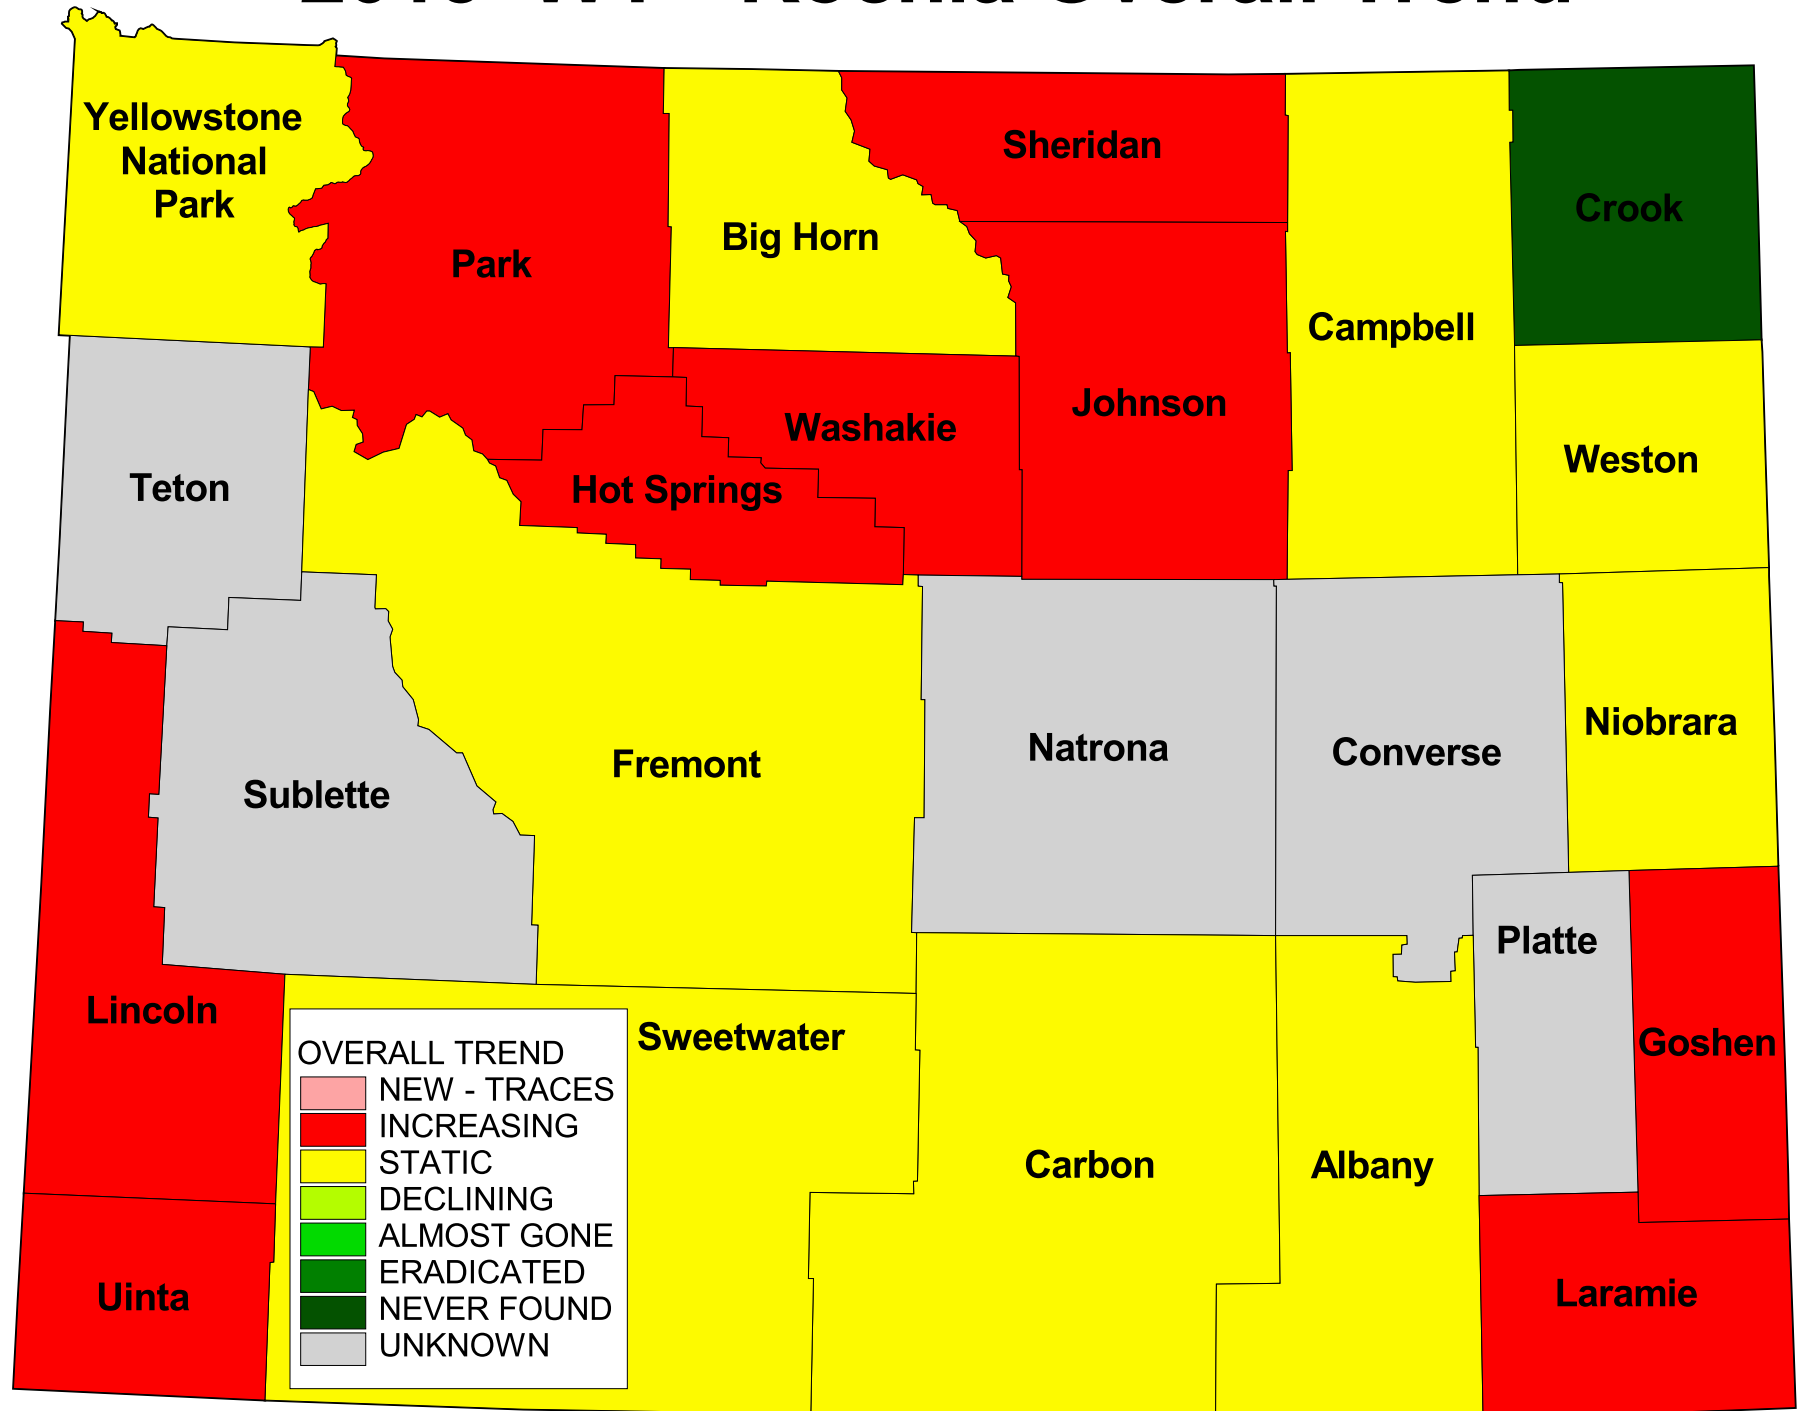 Yellowstone
National
Park
Park
Big Horn
Sheridan
Crook
Campbell
Johnson
Washakie
Hot Springs
Weston
Teton
Sublette
Fremont
Natrona
Converse
Niobrara
Platte
Lincoln
Sweetwater
Goshen
Carbon
Albany
Uinta
Laramie
OVERALL TREND
NEW - TRACES
INCREASING
STATIC
DECLINING
ALMOST GONE
ERADICATED
NEVER FOUND
UNKNOWN